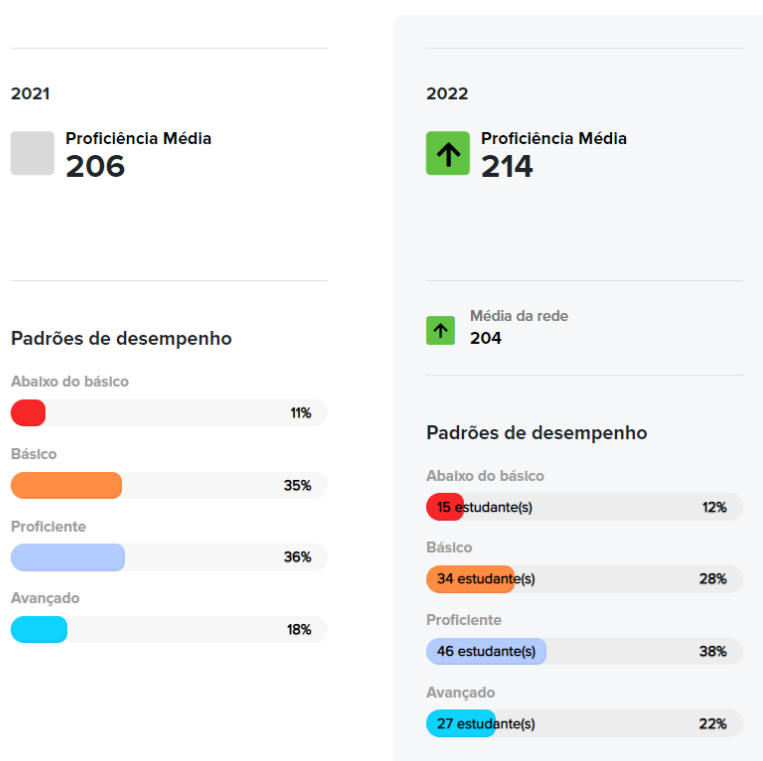 2021
Proficiência Média
206
Padrões de desempenho
Abaixo do básico
11%
Básico
35%
Proficiente
36%
Avançado
18%
2022
Proficiência Média
214
Média da rede
204
Padrões de desempenho
Abaixo do básico
15 estudante(s) 12%
Básico
34 estudante(s) 28%
Proficiente
46 estudante(s) 38%
Avançado
27 estudante(s) 22%